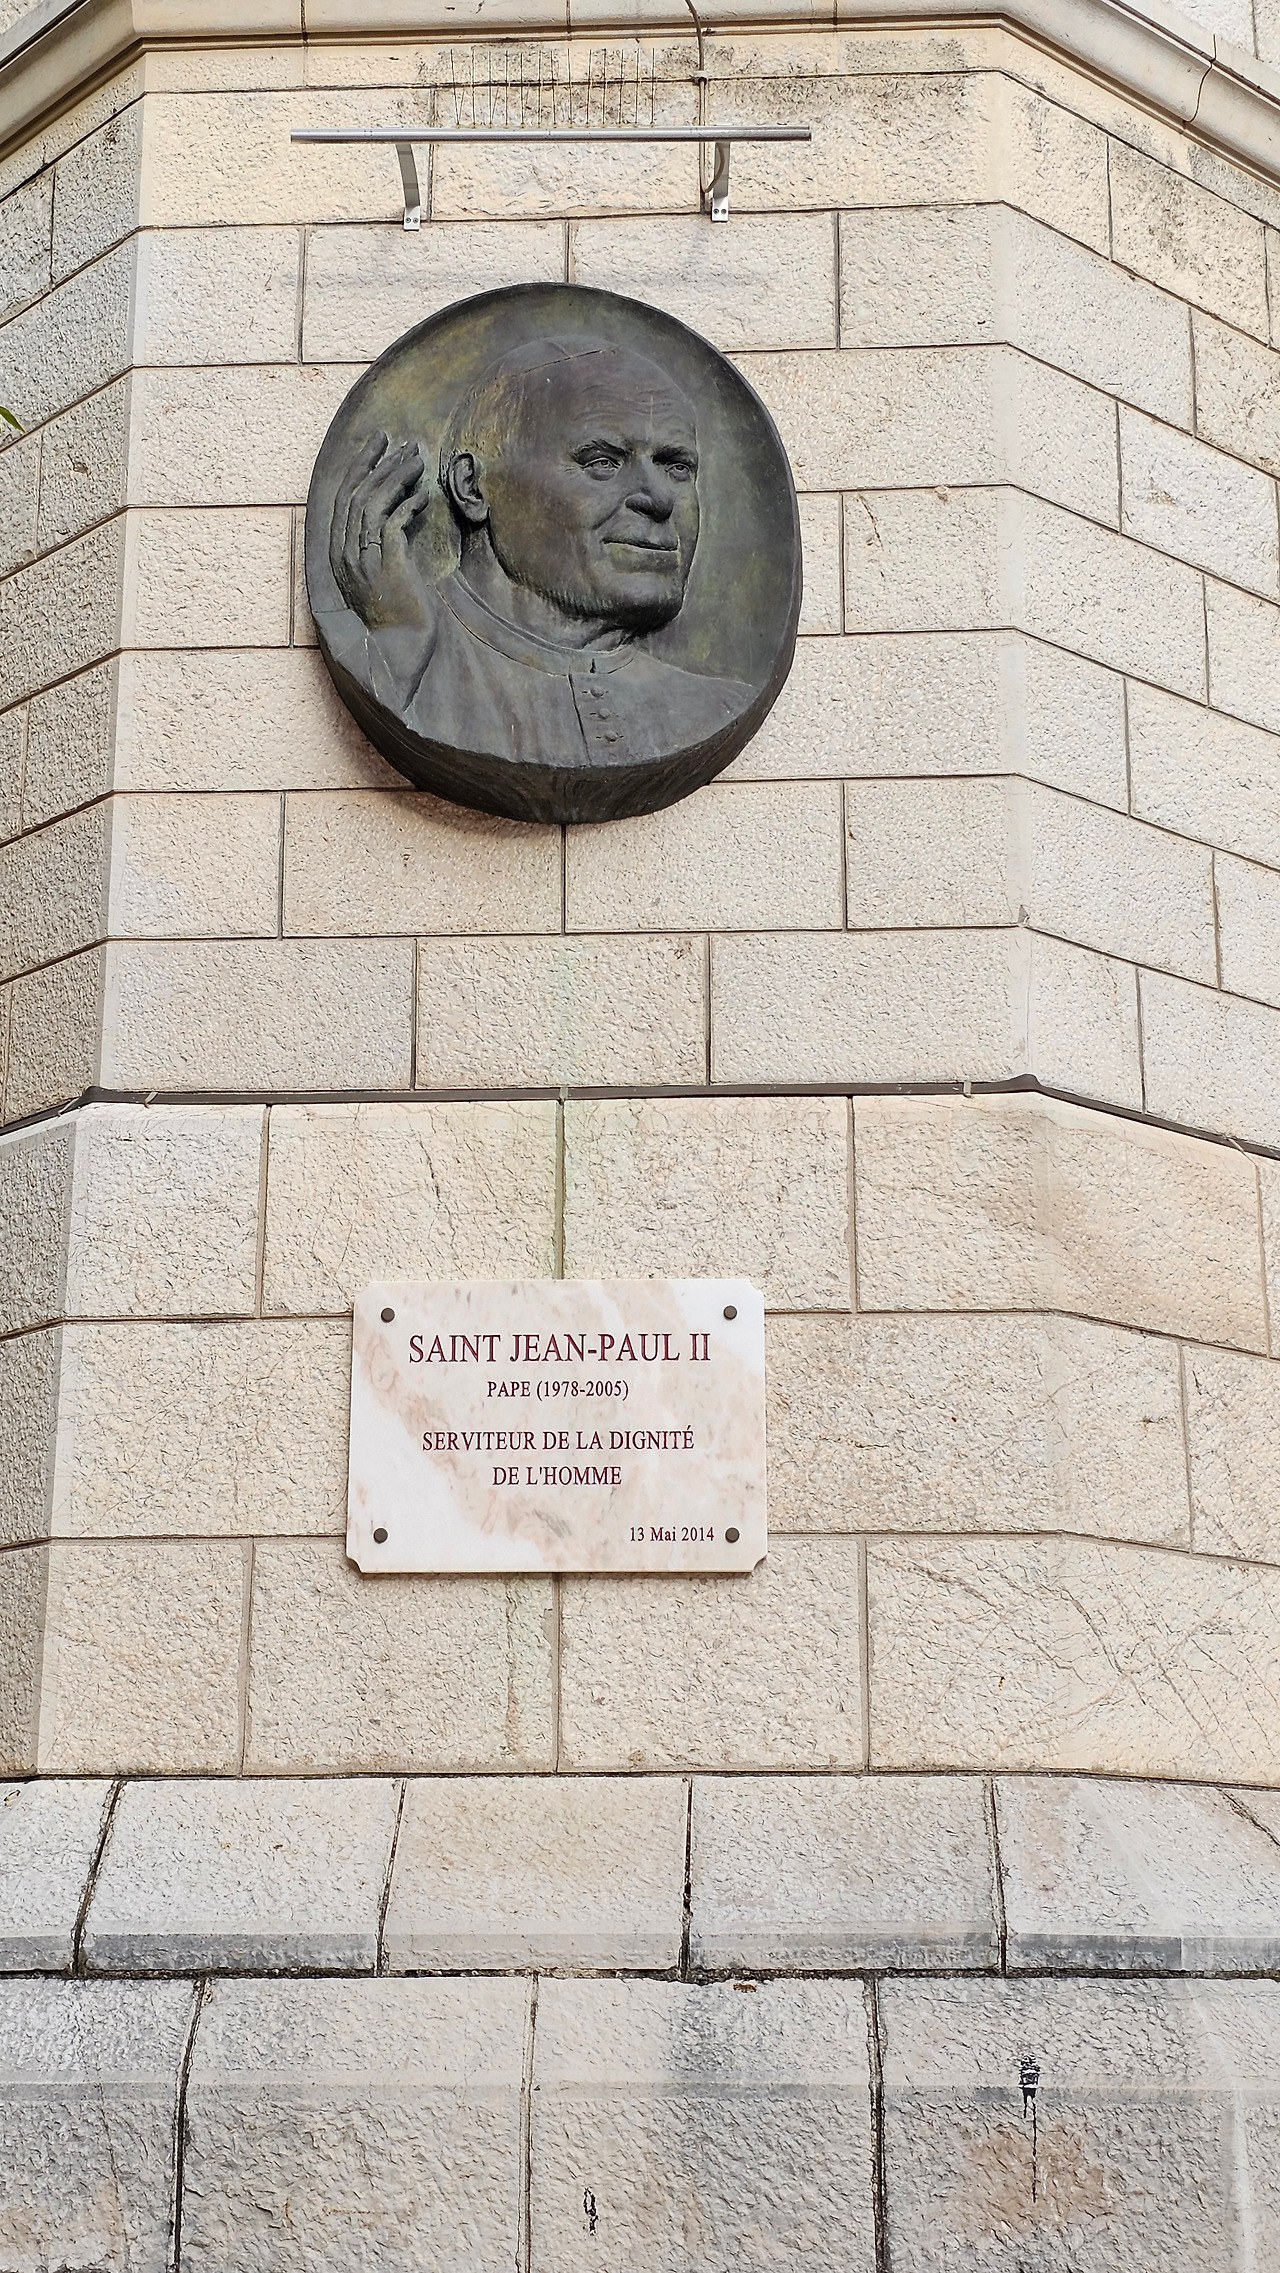 SAINT JEAN-PAUL II
PAPE (1978-2005)
SERVITEUR DE LA DIGNITÉ
DE L'HOMME
13 Mai 2014